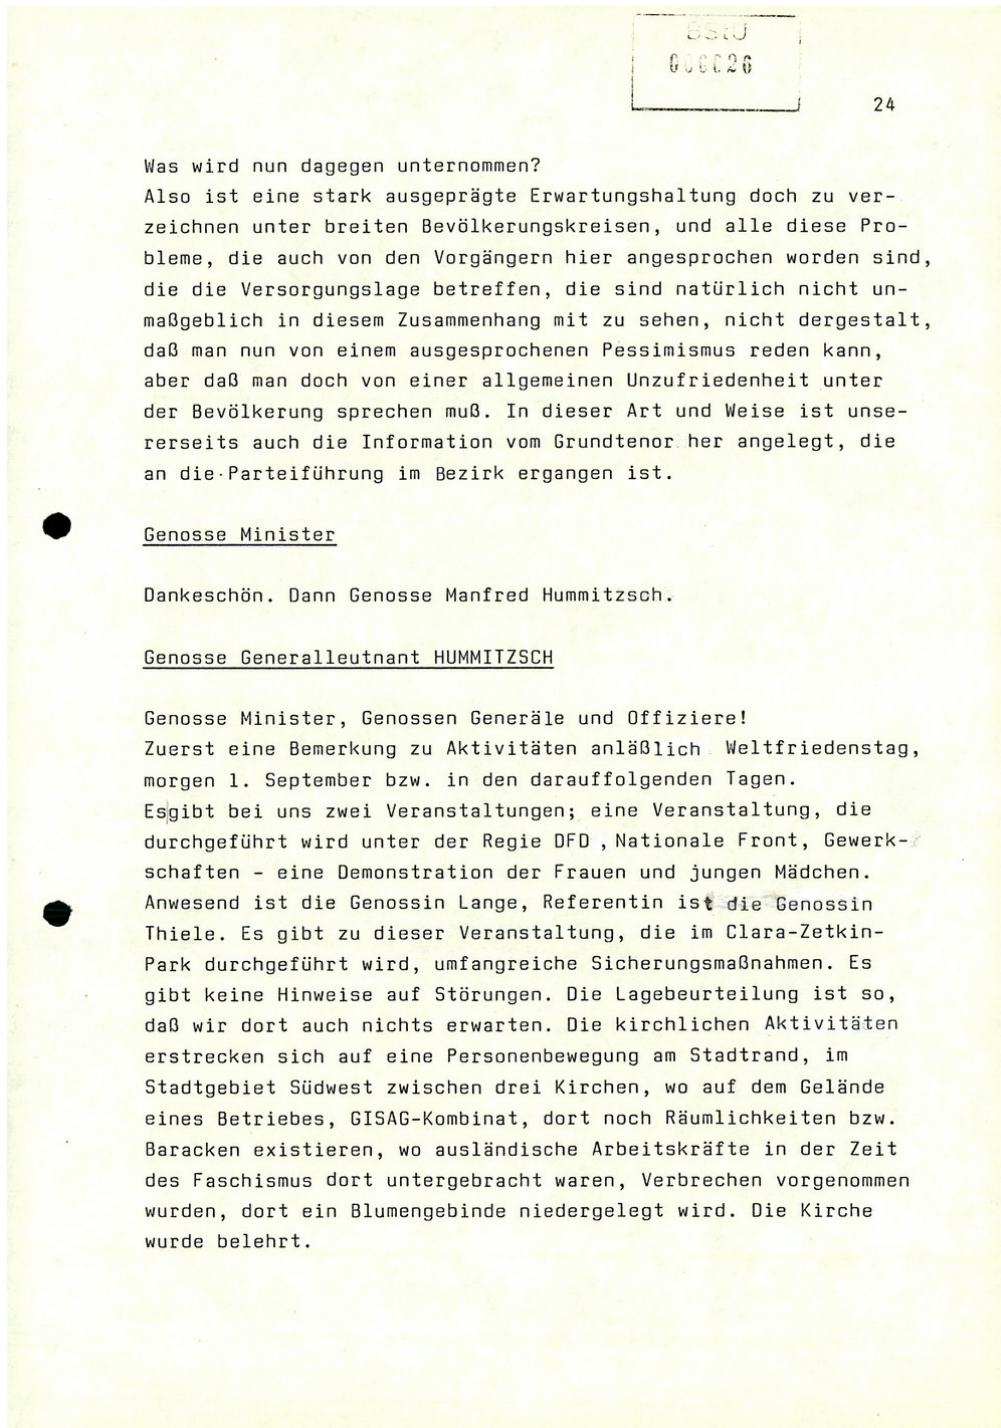 BStU
000026
24
Was wird nun dagegen unternommen?
Also ist eine stark ausgeprägte Erwartungshaltung doch zu ver-
zeichnen unter breiten Bevölkerungskreisen, und alle diese Pro-
bleme, die auch von den Vorgängern hier angesprochen worden sind,
die die Versorgungslage betreffen, die sind natürlich nicht un-
maßgeblich in diesem Zusammenhang mit zu sehen, nicht dergestalt,
daß man nun von einem ausgesprochenen Pessimismus reden kann,
aber daß man doch von einer allgemeinen Unzufriedenheit unter
der Bevölkerung sprechen muß. In dieser Art und Weise ist unse-
rerseits auch die Information vom Grundtenor her angelegt, die
an die Parteiführung im Bezirk ergangen ist.
Genosse Minister
Dankeschön. Dann Genosse Manfred Hummitzsch.
Genosse Generalleutnant HUMMITZSCH
Genosse Minister, Genossen Generäle und Offiziere!
Zuerst eine Bemerkung zu Aktivitäten anläßlich Weltfriedenstag,
morgen 1. September bzw. in den darauffolgenden Tagen.
Es|gibt bei uns zwei Veranstaltungen; eine Veranstaltung, die
durchgeführt wird unter der Regie DFD , Nationale Front, Gewerk-
schaften - eine Demonstration der Frauen und jungen Mädchen.
Anwesend ist die Genossin Lange, Referentin ist die Genossin
Thiele. Es gibt zu dieser Veranstaltung, die im Clara-Zetkin-
Park durchgeführt wird, umfangreiche Sicherungsmaßnahmen. Es
gibt keine Hinweise auf Störungen. Die Lagebeurteilung ist so,
daß wir dort auch nichts erwarten. Die kirchlichen Aktivitäten
erstrecken sich auf eine Personenbewegung am Stadtrand, im
Stadtgebiet Südwest zwischen drei Kirchen, wo auf dem Gelände
eines Betriebes, GISAG-Kombinat, dort noch Räumlichkeiten bzw.
Baracken existieren, wo ausländische Arbeitskräfte in der Zeit
des Faschismus dort untergebracht waren, Verbrechen vorgenommen
wurden, dort ein Blumengebinde niedergelegt wird. Die Kirche
wurde belehrt.